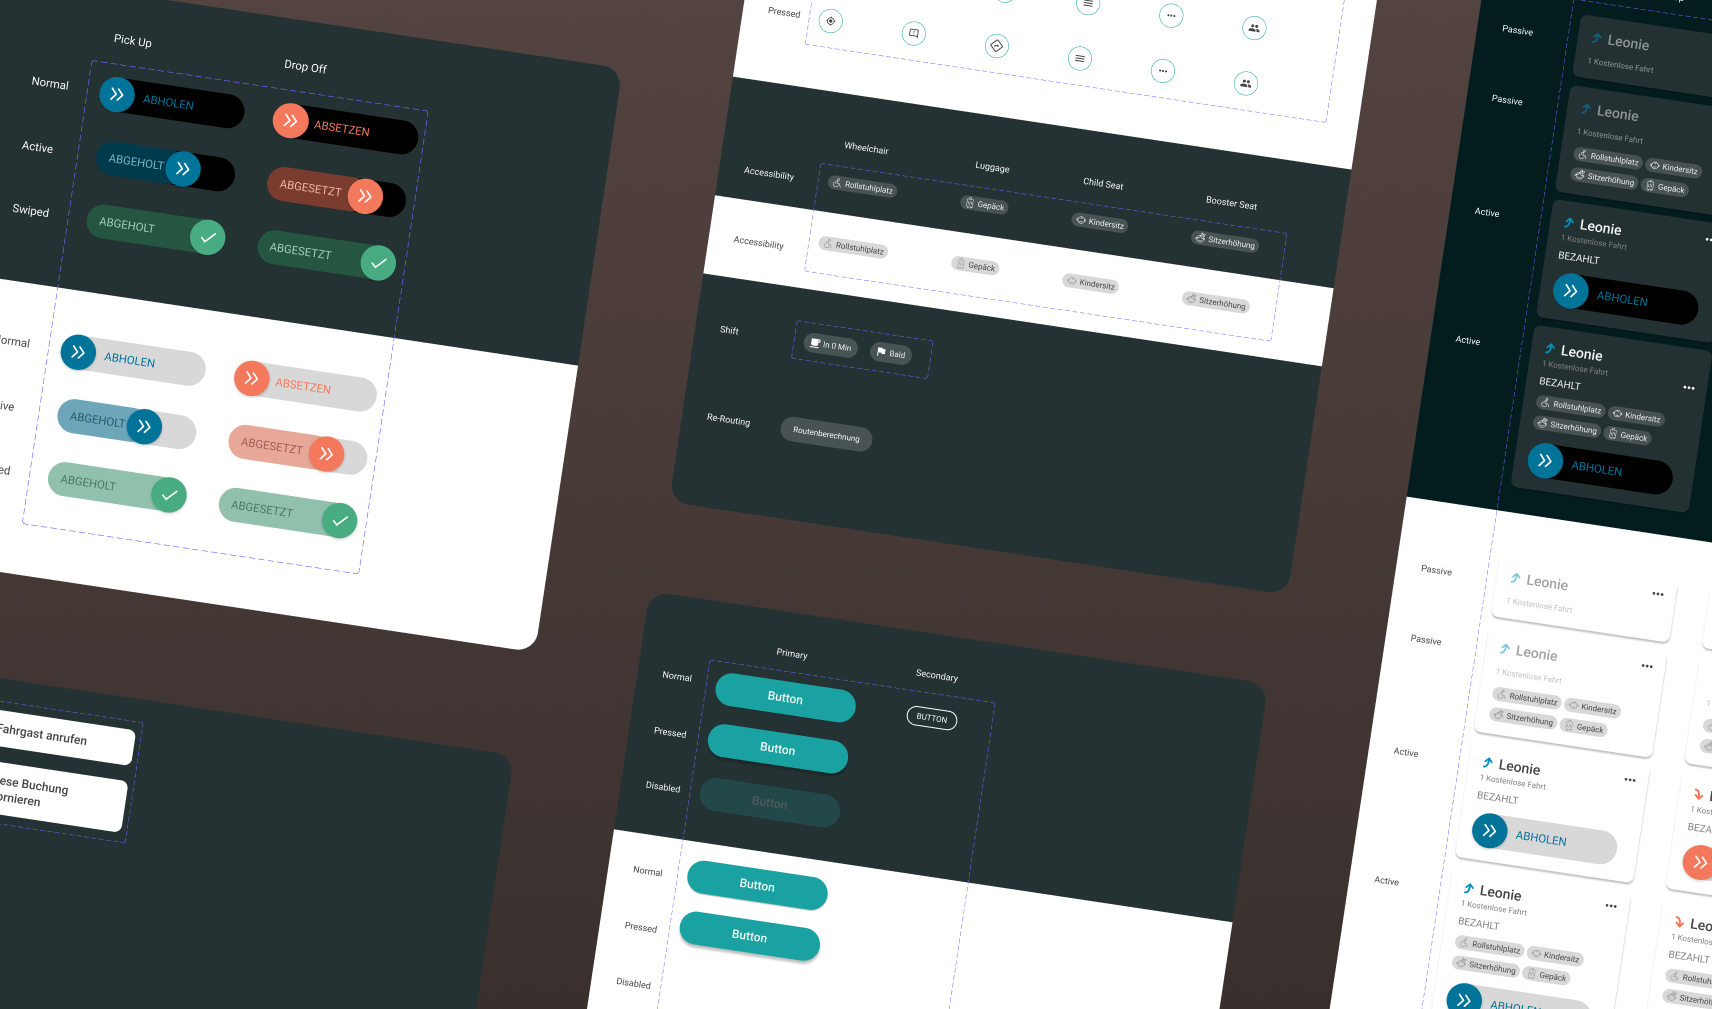 Pick Up
Drop Off
Normal
ABHOLEN
ABSETZEN
Active
ABGEHOLT
ABGESETZT
Swiped
ABGEHOLT
ABGESETZT
ormal
ABHOLEN
ABSETZEN
ive
ABGEHOLT
ABGESETZT
ed
ABGEHOLT
ABGESETZT
Fahrgast anrufen
ese Buchung
ornieren
Pressed
Wheelchair
Luggage
Child Seat
Booster Seat
Accessibility
Rollstuhlplatz
Gepäck
Kindersitz
Sitzerhöhung
Accessibility
Rollstuhlplatz
Gepäck
Kindersitz
Sitzerhöhung
Shift
In 0 Min
Bald
Re-Routing
Routenberechnung
Primary
Secondary
Normal
Button
BUTTON
Pressed
Button
Disabled
Button
Normal
Button
Pressed
Button
Disabled
Passive
Leonie
1 Kostenlose Fahrt
Passive
Leonie
1 Kostenlose Fahrt
Rollstuhlplatz
Kindersitz
Sitzerhöhung
Gepäck
Active
Leonie
1 Kostenlose Fahrt
BEZAHLT
ABHOLEN
Active
Leonie
1 Kostenlose Fahrt
BEZAHLT
Rollstuhlplatz
Kindersitz
Sitzerhöhung
Gepäck
ABHOLEN
Passive
Leonie
1 Kostenlose Fahrt
Passive
Leonie
1 Kostenlose Fahrt
Rollstuhlplatz
Kindersitz
Sitzerhöhung
Gepäck
Active
Leonie
1 Kostenlose Fahrt
BEZAHLT
ABHOLEN
1 Kost
BEZA
Active
Leonie
1 Kostenlose Fahrt
BEZAHLT
Rollstuhlplatz
Kindersitz
Sitzerhöhung
Gepäck
ABHOLEN
Leo
1 Kostenlos
BEZAHLT
Rollstuh
Sitzerhöh